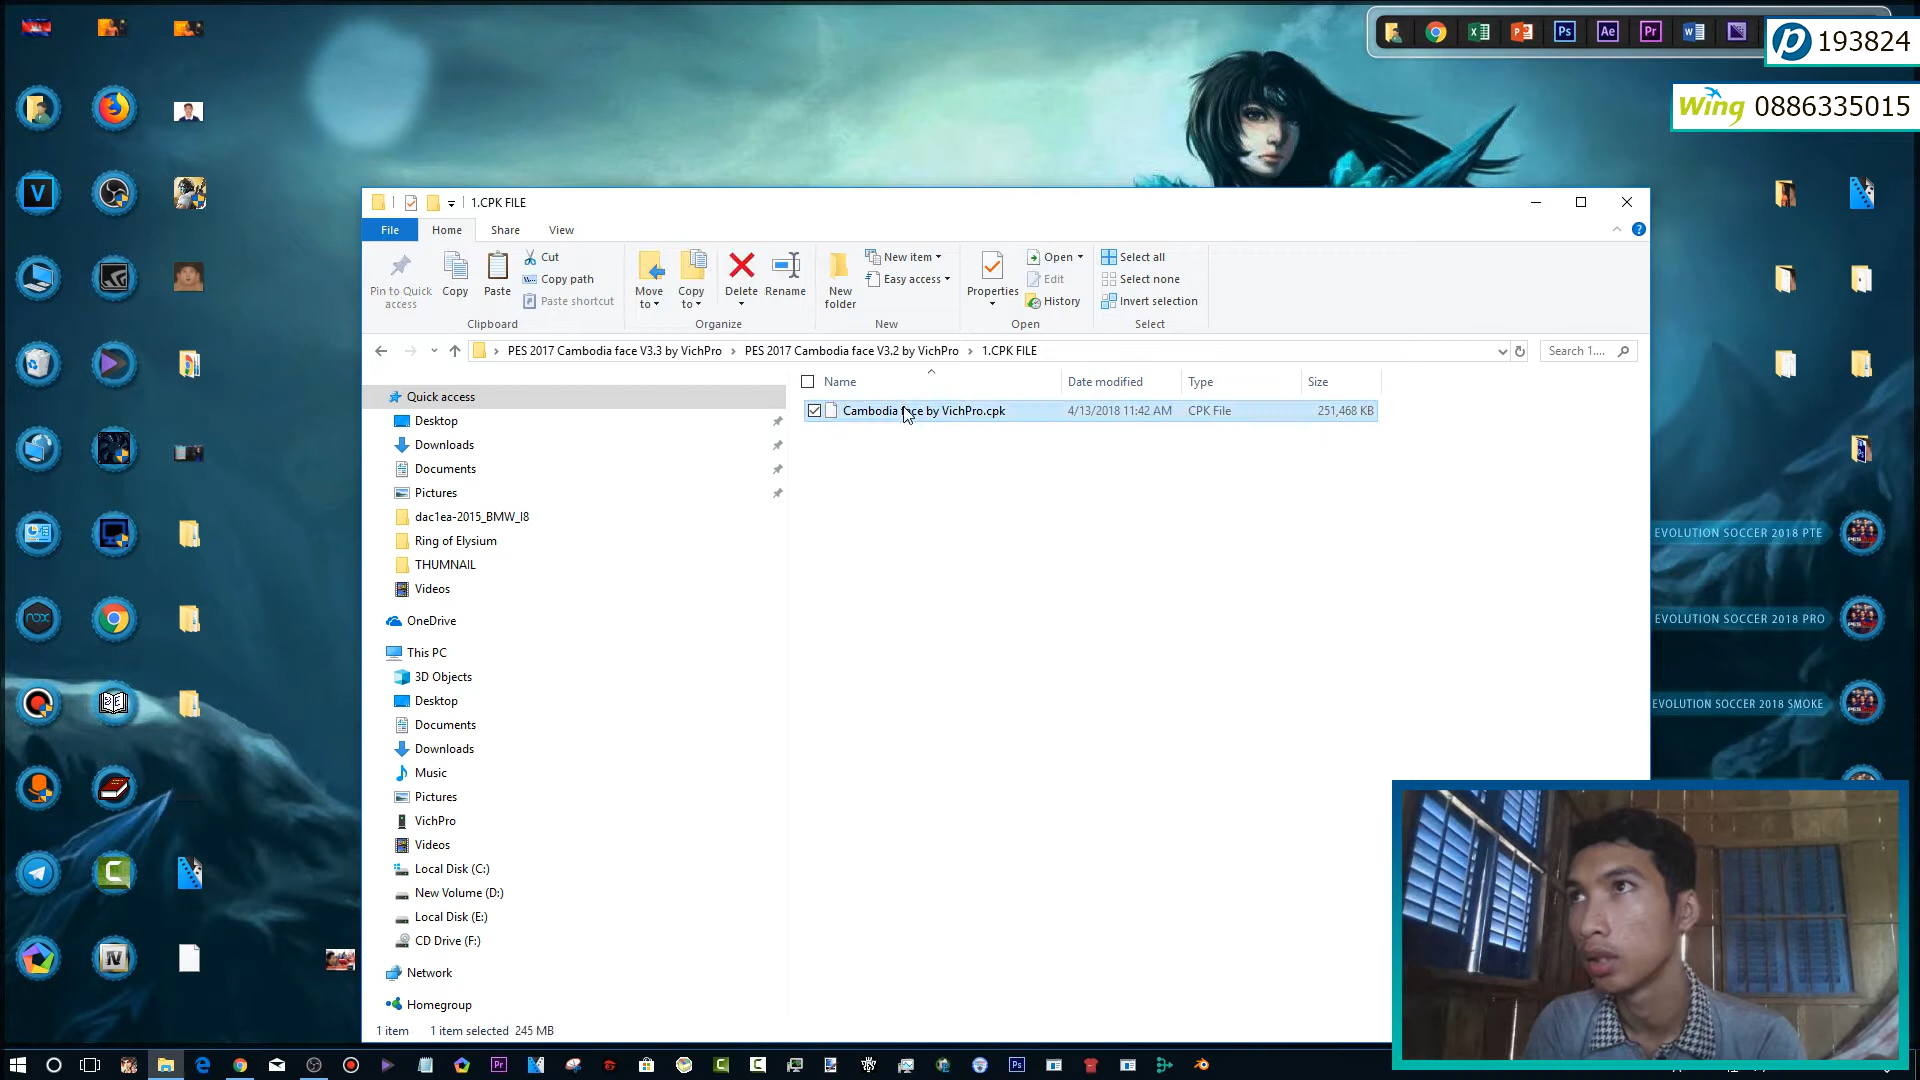 193824
Wing 0886335015
1.CPK FILE
File Home Share View
Pin to Quick access
Copy
Paste
Cut
Copy path
Paste shortcut
Clipboard
Move to
Copy to
Delete
Rename
Organize
New folder
New item
Easy access
New
Properties
Open
Edit
History
Open
Select all
Select none
Invert selection
Select
PES 2017 Cambodia face V3.3 by VichPro > PES 2017 Cambodia face V3.2 by VichPro > 1.CPK FILE
Search 1....
Name Date modified Type Size
Cambodia face by VichPro.cpk 4/13/2018 11:42 AM CPK File 251,468 KB
Quick access
Desktop
Downloads
Documents
Pictures
dac1ea-2015_BMW_I8
Ring of Elysium
THUMNAIL
Videos
OneDrive
This PC
3D Objects
Desktop
Documents
Downloads
Music
Pictures
VichPro
Videos
Local Disk (C:)
New Volume (D:)
Local Disk (E:)
CD Drive (F:)
Network
Homegroup
1 item 1 item selected 245 MB
EVOLUTION SOCCER 2018 PTE
EVOLUTION SOCCER 2018 PRO
EVOLUTION SOCCER 2018 SMOKE